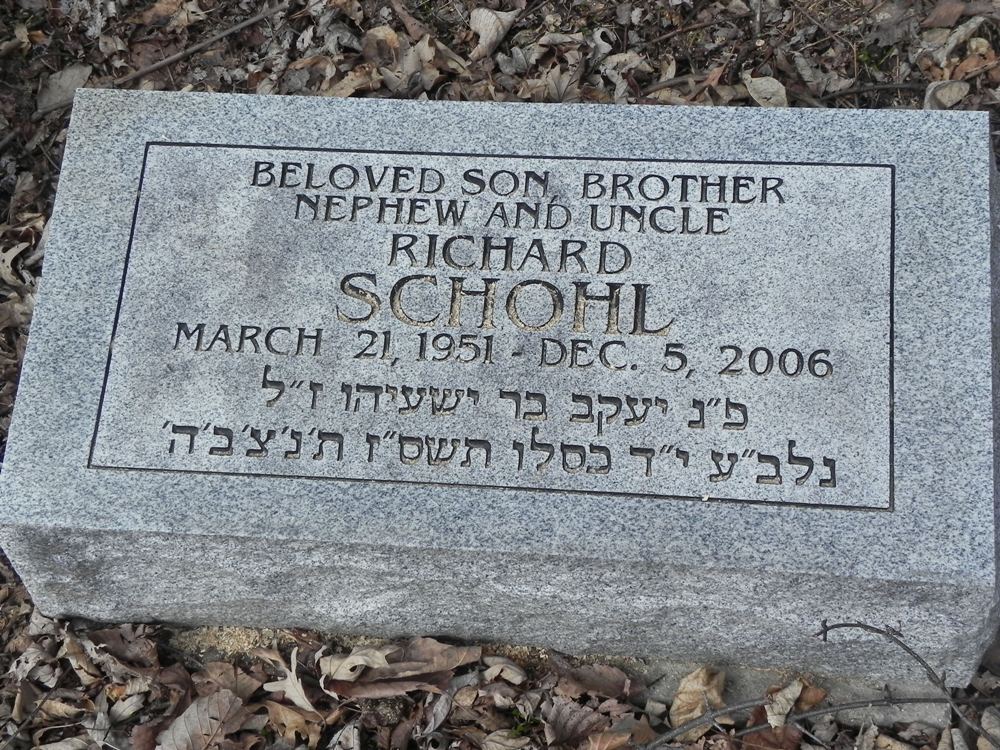 BELOVED SON, BROTHER
NEPHEW AND UNCLE
RICHARD
SCHOHL
MARCH 21, 1951 - DEC. 5, 2006
פ״נ יעקב בר ישעיהו ז״ל
נלב״ע י״ד כסלו תשס״ז ת׳נ׳צ׳ב׳ה׳